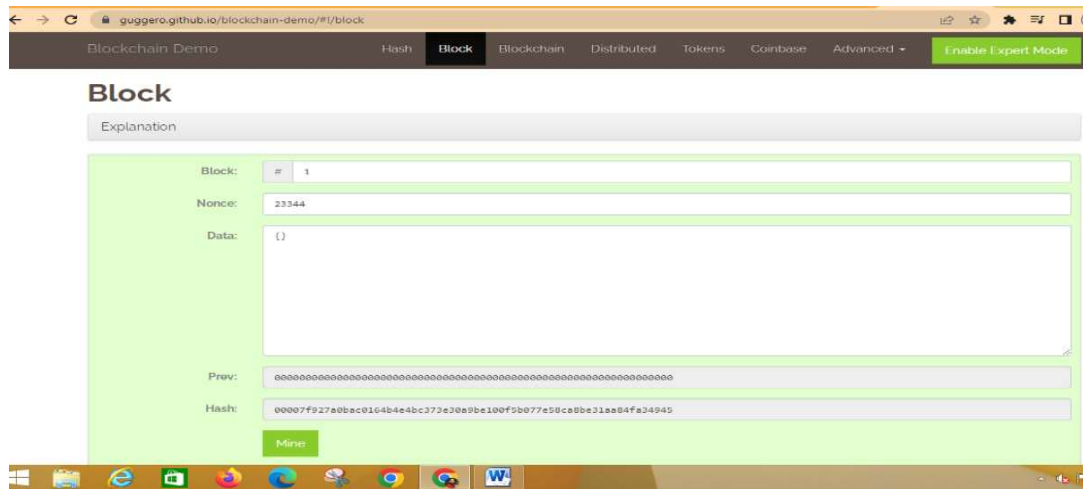 guggero.github.io/blockchain-demo/#!/block
Blockchain Demo Hash Block Blockchain Distributed Tokens Coinbase Advanced Enable Expert Mode
Block
Explanation
Block: # 1
Nonce: 23344
Data: {}
Prev: 0000000000000000000000000000000000000000000000000000000000000000
Hash:
Mine